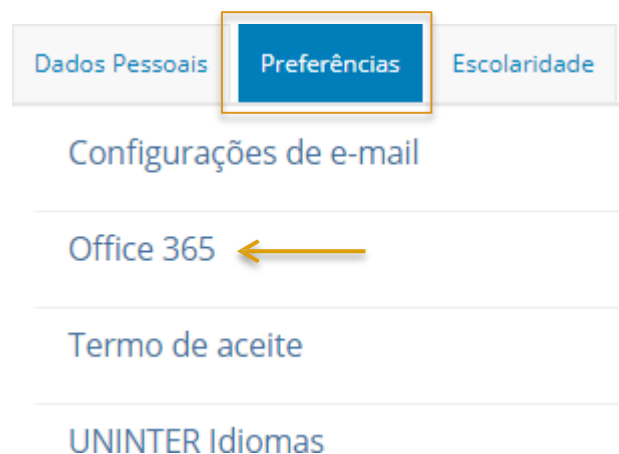 Dados Pessoais Preferências Escolaridade
Configurações de e-mail
Office 365
Termo de aceite
UNINTER Idiomas